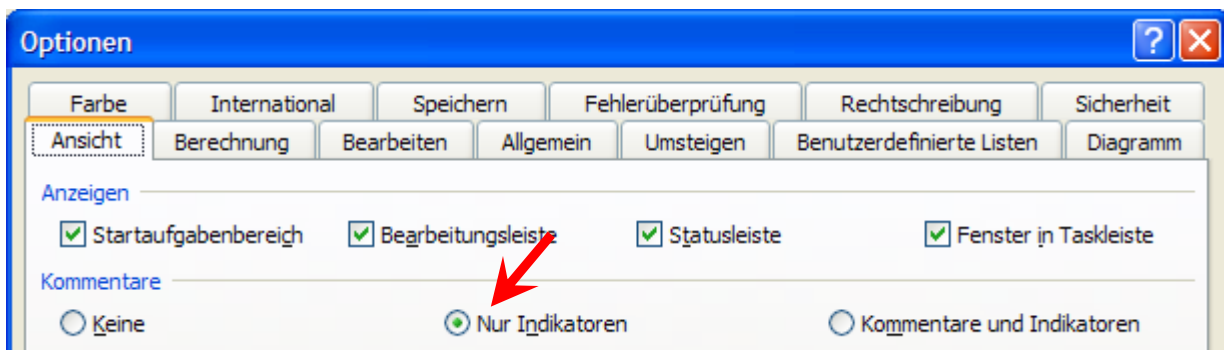 Optionen
Farbe International Speichern Fehlerüberprüfung Rechtschreibung Sicherheit
Ansicht Berechnung Bearbeiten Allgemein Umsteigen Benutzerdefinierte Listen Diagramm
Anzeigen
Startaufgabenbereich Bearbeitungsleiste Statusleiste Fenster in Taskleiste
Kommentare
Keine Nur Indikatoren Kommentare und Indikatoren